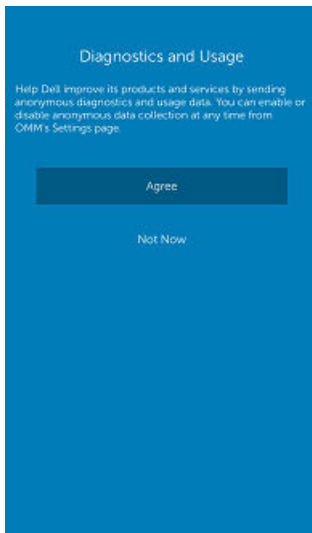 Diagnostics and Usage
Help Dell improve its products and services by sending
anonymous diagnostics and usage data. You can enable or
disable anonymous data collection at any time from
OMM's Settings page.
Agree
Not Now